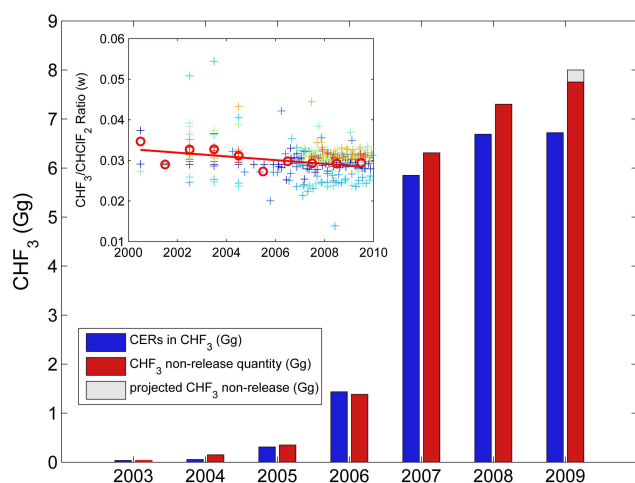 9
8
7
6
5
4
3
2
1
0
CHF3 (Gg)
0.06
0.05
0.04
0.03
0.02
0.01
CHF3/CHClF2 Ratio (w)
2000 2002 2004 2006 2008 2010
CERs in CHF3 (Gg)
CHF3 non-release quantity (Gg)
projected CHF3 non-release (Gg)
2003 2004 2005 2006 2007 2008 2009